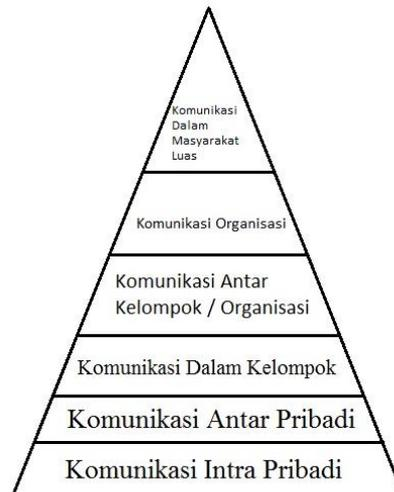 Komunikasi
Dalam
Masyarakat
Luas
Komunikasi Organisasi
Komunikasi Antar
Kelompok / Organisasi
Komunikasi Dalam Kelompok
Komunikasi Antar Pribadi
Komunikasi Intra Pribadi